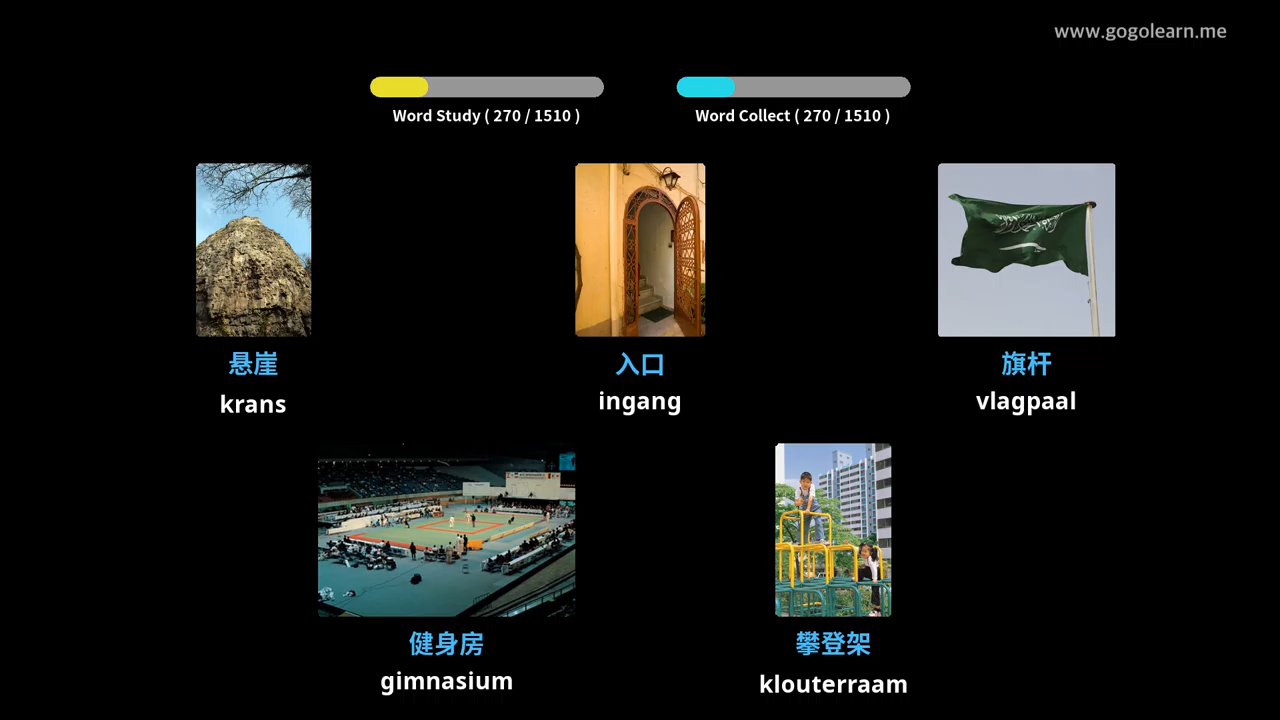 www.gogolearn.me
Word Study ( 270 / 1510 )
Word Collect ( 270 / 1510 )
悬崖
krans
入口
ingang
旗杆
vlagpaal
健身房
gimnasium
攀登架
klouterraam